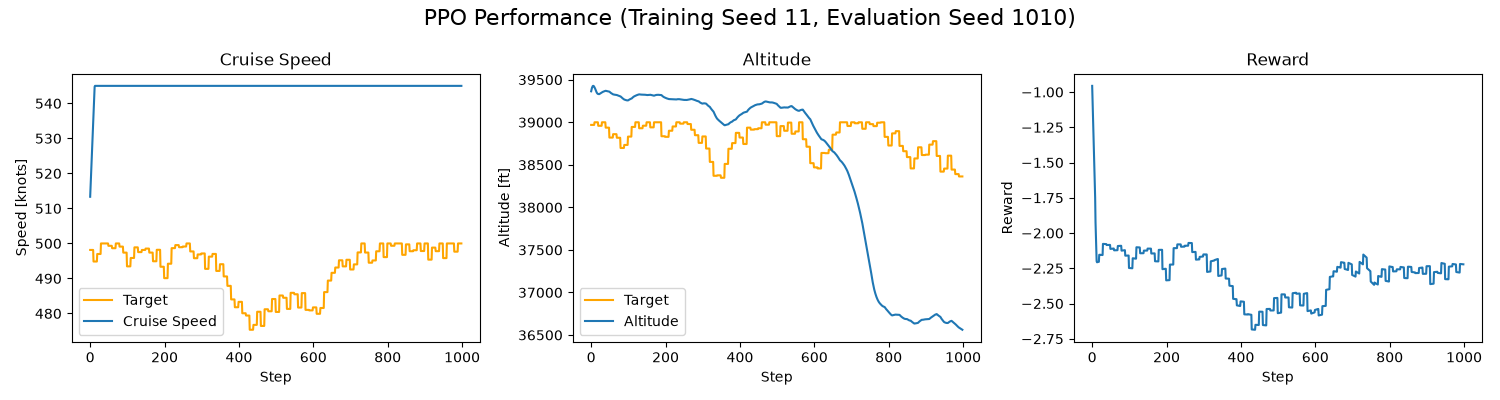 PPO Performance (Training Seed 11, Evaluation Seed 1010)
Cruise Speed
Speed [knots]
540
530
520
510
500
490
480
Target
Cruise Speed
0 200 400 600 800 1000
Step
Altitude
Altitude [ft]
39500
39000
38500
38000
37500
37000
36500
Target
Altitude
0 200 400 600 800 1000
Step
Reward
Reward
−1.00
−1.25
−1.50
−1.75
−2.00
−2.25
−2.50
−2.75
0 200 400 600 800 1000
Step